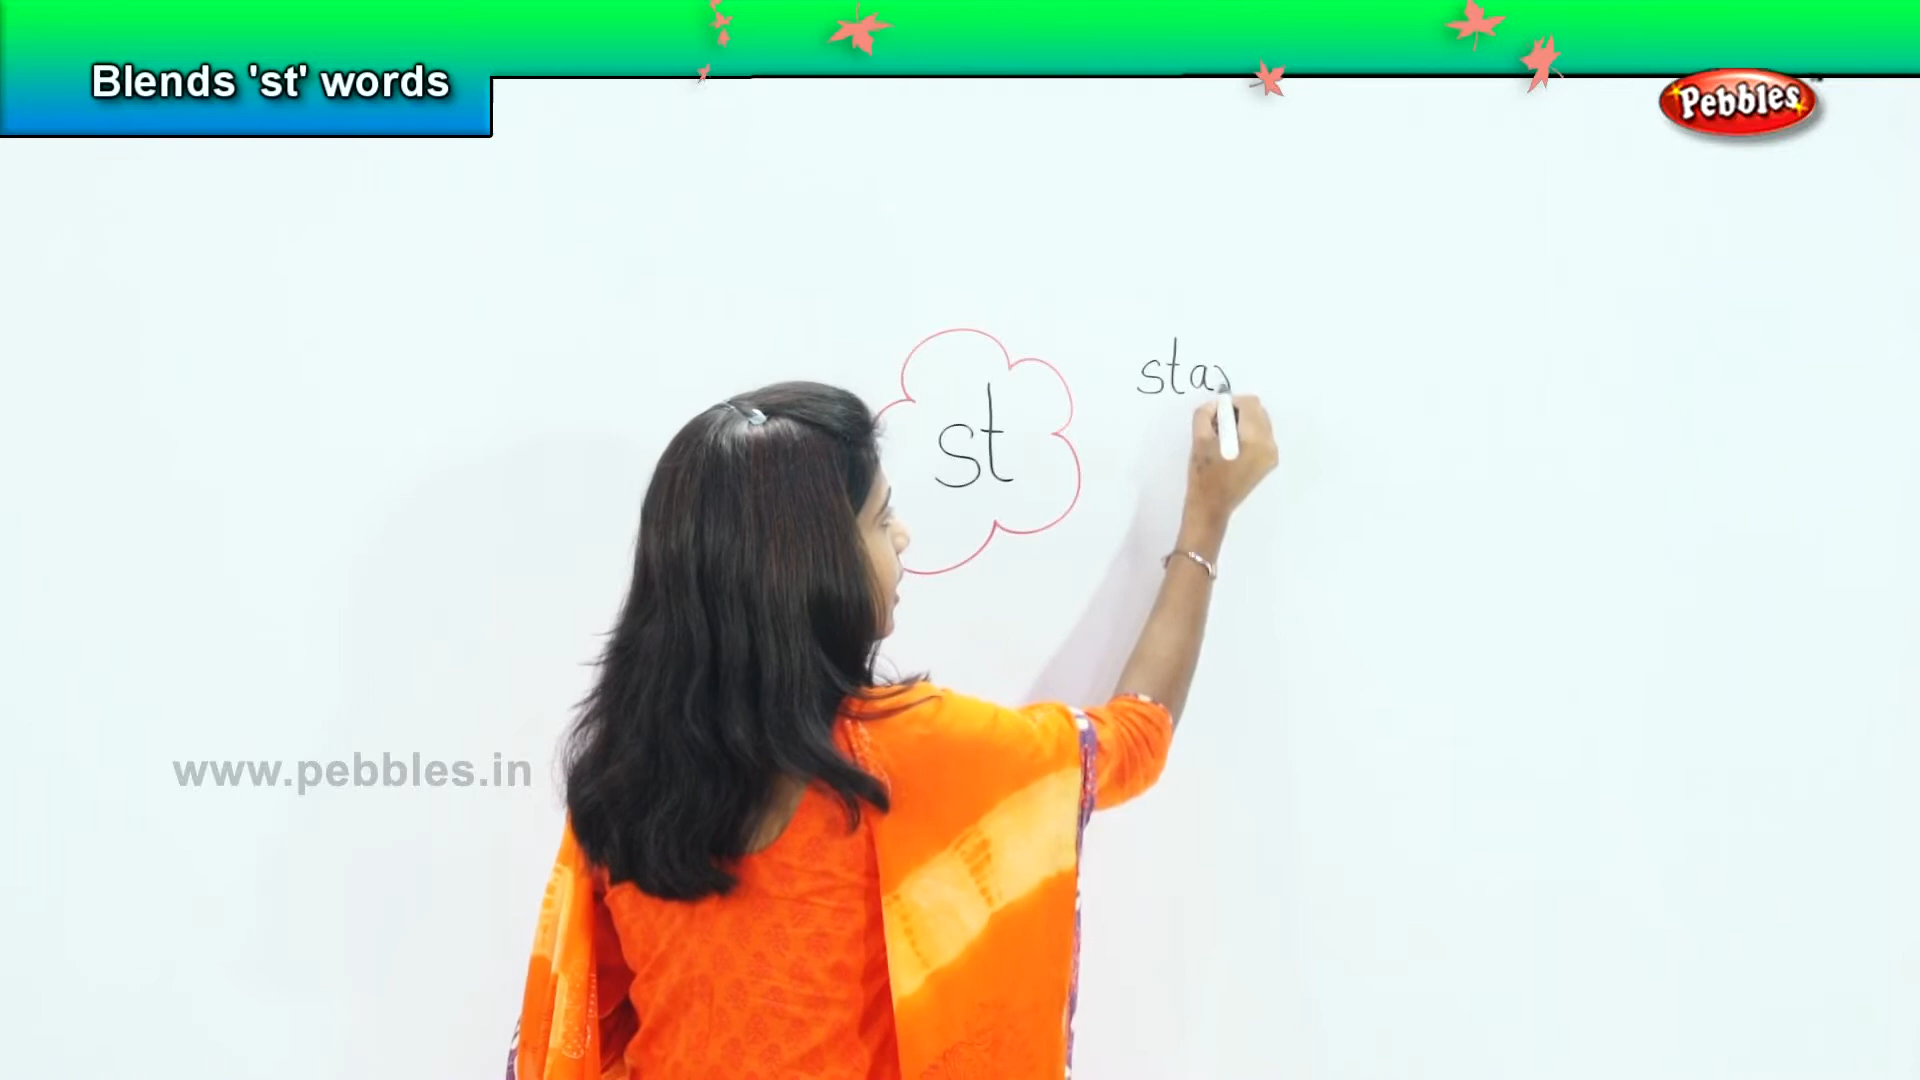 Blends 'st' words
Pebbles
st
sta
www.pebbles.in